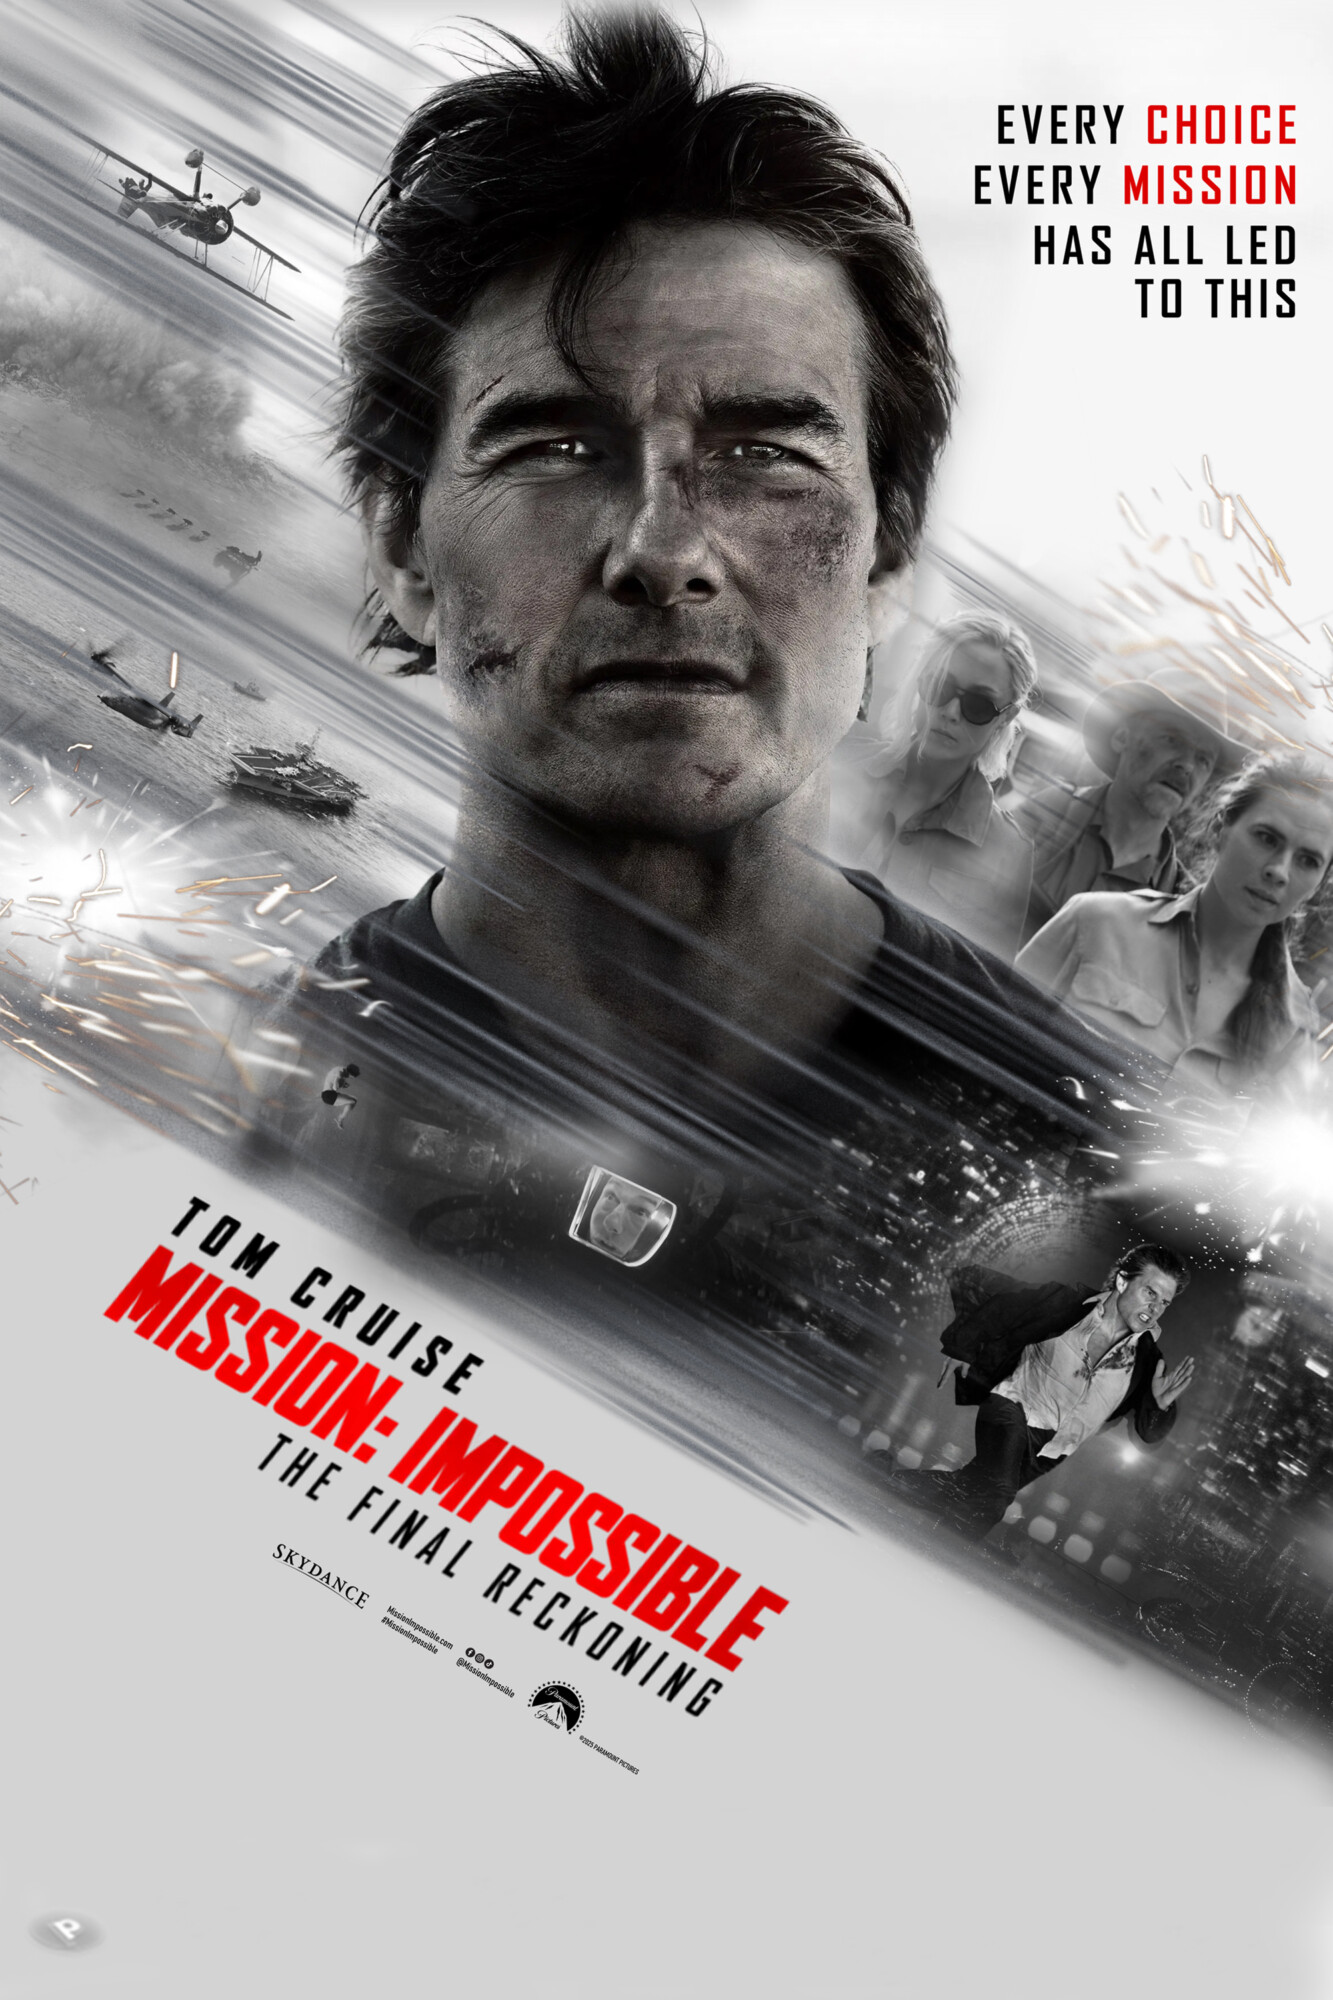 EVERY CHOICE
EVERY MISSION
HAS ALL LED
TO THIS
TOM CRUISE
MISSION: IMPOSSIBLE
THE FINAL RECKONING
SKYDANCE
MissionImpossible.com
#MissionImpossible
@MissionImpossible
Paramount
Pictures
©2025 PARAMOUNT PICTURES
P